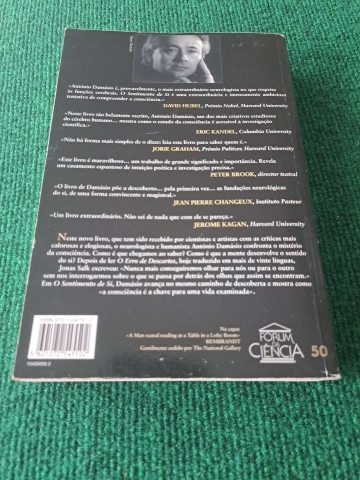 «António Damásio é, provavelmente, o mais extraordinário neurologista no que respeita
às funções cerebrais. O Sentimento de Si é uma extraordinária e intensamente ambiciosa
tentativa de compreender a consciência.»
DAVID HUBEL, Prémio Nobel, Harvard University
«Neste livro tão belamente escrito, António Damásio, um dos mais criativos estudiosos
do cérebro humano... mostra como o estudo da consciência é acessível à investigação
científica.»
ERIC KANDEL, Columbia University
«Não há forma mais simples de o dizer: leia este livro para saber quem é.»
JORIE GRAHAM, Prémio Pulitzer, Harvard University
«Este livro é maravilhoso... um trabalho de grande significado e importância. Revela
um casamento espantoso de intuição poética e investigação precisa.»
PETER BROOK, director teatral
«O livro de Damásio põe a descoberto... pela primeira vez... as fundações neurológicas
do si, de uma forma convincente e magistral.»
JEAN PIERRE CHANGEUX, Instituto Pasteur
«Um livro extraordinário. Não sei de nada que com ele se pareça.»
JEROME KAGAN, Harvard University
Neste novo livro, que tem sido recebido por cientistas e artistas com as críticas mais
calorosas e elogiosas, o neurologista e humanista António Damásio confronta o mistério
da consciência. Como é que chegamos ao saber? Como é que a mente desenvolve o sentido
do si? Depois de ler O Erro de Descartes, hoje traduzido em mais de vinte línguas,
Jonas Salk escreveu: «Nunca mais conseguiremos olhar para nós ou para o outro
sem nos interrogarmos sobre o que se passa por detrás dos olhos que assim se encontram.»
Em O Sentimento de Si, Damásio avança no mesmo caminho de descoberta e mostra como
«a consciência é a chave para uma vida examinada».
Na capa:
«A Man seated reading at a Table in a Lofty Room»
REMBRANDT
Gentilmente cedido por The National Gallery
FORUM
DA
CIÊNCIA
50